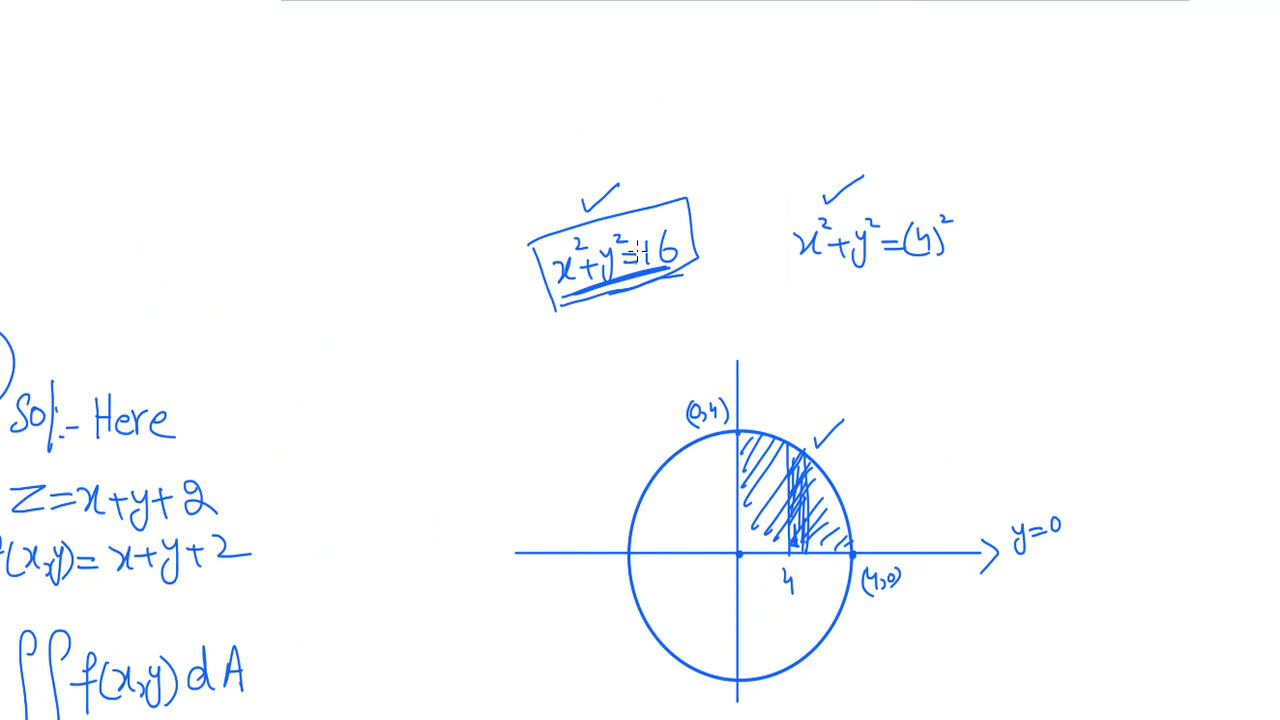 x²+y²=16
x²+y²=(4)²
Sol:- Here
z=x+y+2
f(x,y)=x+y+2
∬f(x,y)dA
(0,4)
y=0
4
(4,0)